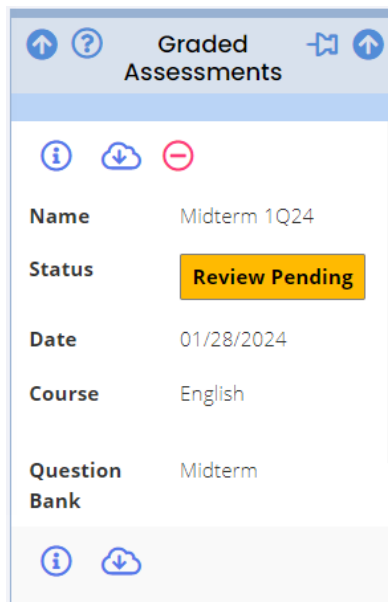 Graded
Assessments
Name Midterm 1Q24
Status Review Pending
Date 01/28/2024
Course English
Question Midterm
Bank